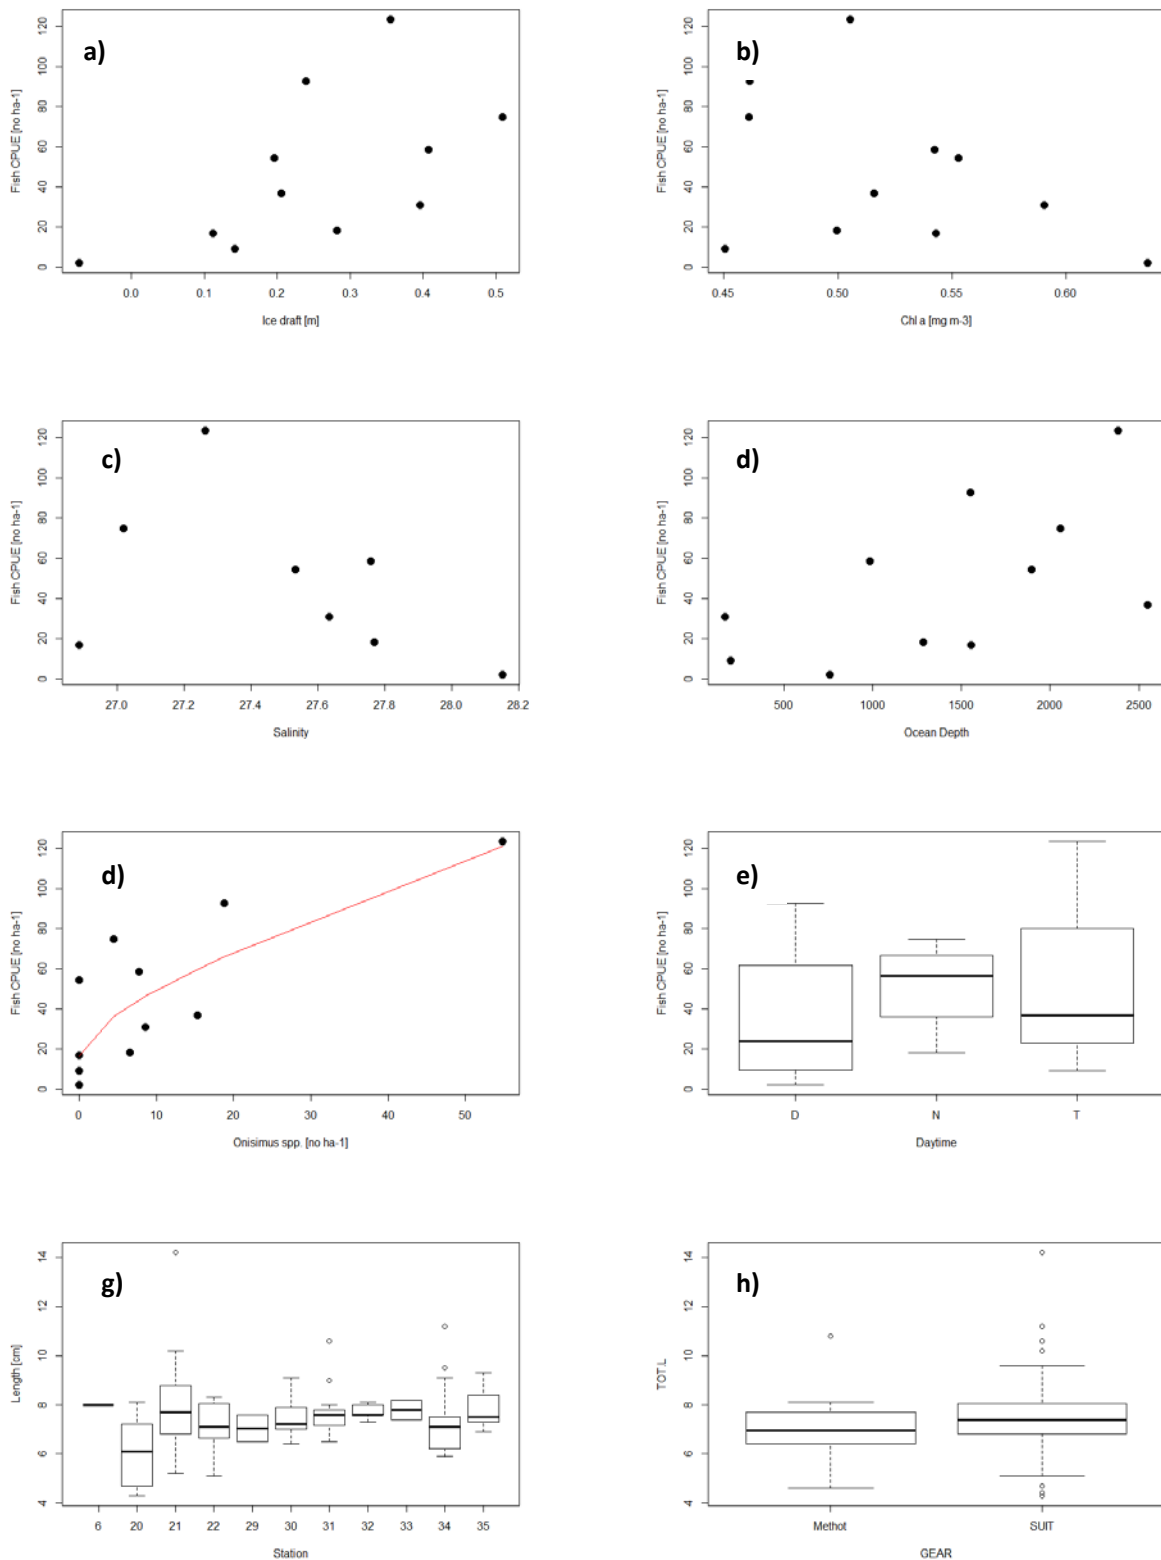 a)
Fish CPUE [no ha-1]
0 20 40 60 80 100 120
0.0 0.1 0.2 0.3 0.4 0.5
Ice draft [m]
b)
Fish CPUE [no ha-1]
0 20 40 60 80 100 120
0.45 0.50 0.55 0.60
Chl a [mg m-3]
c)
Fish CPUE [no ha-1]
0 20 40 60 80 100 120
27.0 27.2 27.4 27.6 27.8 28.0 28.2
Salinity
d)
Fish CPUE [no ha-1]
0 20 40 60 80 100 120
500 1000 1500 2000 2500
Ocean Depth
d)
Fish CPUE [no ha-1]
0 20 40 60 80 100 120
0 10 20 30 40 50
Onisimus spp. [no ha-1]
e)
Fish CPUE [no ha-1]
0 20 40 60 80 100 120
D N T
Daytime
g)
Length [cm]
4 6 8 10 12 14
6 20 21 22 29 30 31 32 33 34 35
Station
h)
TOT.L
4 6 8 10 12 14
Methot SUIT
GEAR